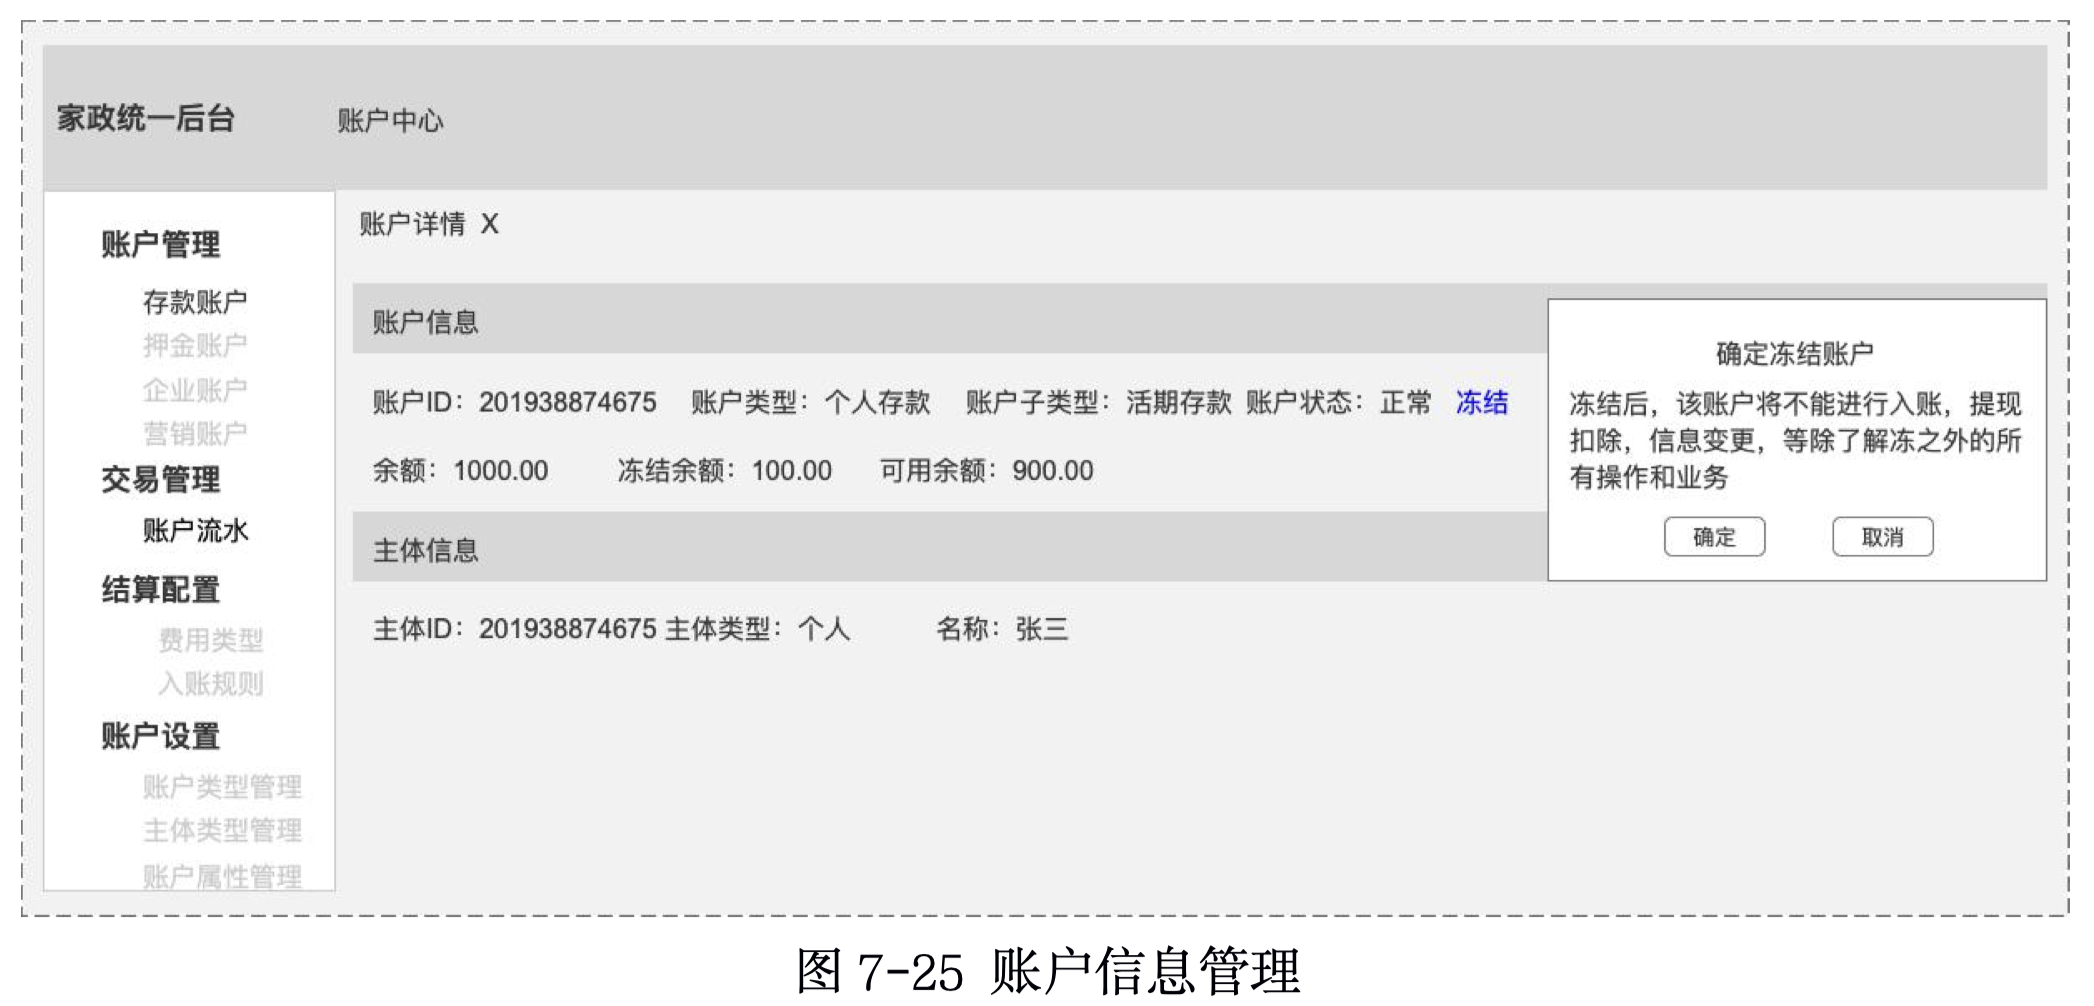 家政统一后台 账户中心
账户管理
存款账户
押金账户
企业账户
营销账户
交易管理
账户流水
结算配置
费用类型
入账规则
账户设置
账户类型管理
主体类型管理
账户属性管理
账户详情 X
账户信息
账户ID：201938874675 账户类型：个人存款 账户子类型：活期存款 账户状态：正常 冻结
余额：1000.00 冻结余额：100.00 可用余额：900.00
主体信息
主体ID：201938874675 主体类型：个人 名称：张三
确定冻结账户
冻结后，该账户将不能进行入账，提现
扣除，信息变更，等除了解冻之外的所
有操作和业务
确定 取消
图 7-25 账户信息管理